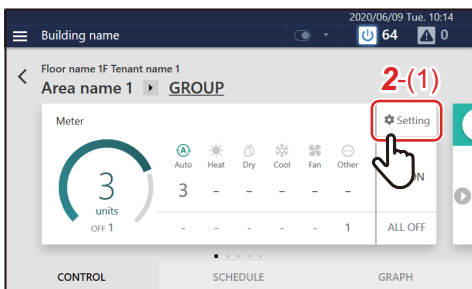 2020/06/09 Tue. 10:14
Building name
64
0
Floor name 1F Tenant name 1
Area name 1 GROUP
2-(1)
Meter
Setting
A
Auto Heat Dry Cool Fan Other
3 - - - - -
3
units
OFF 1
- - - - - 1
ALL OFF
CONTROL SCHEDULE GRAPH